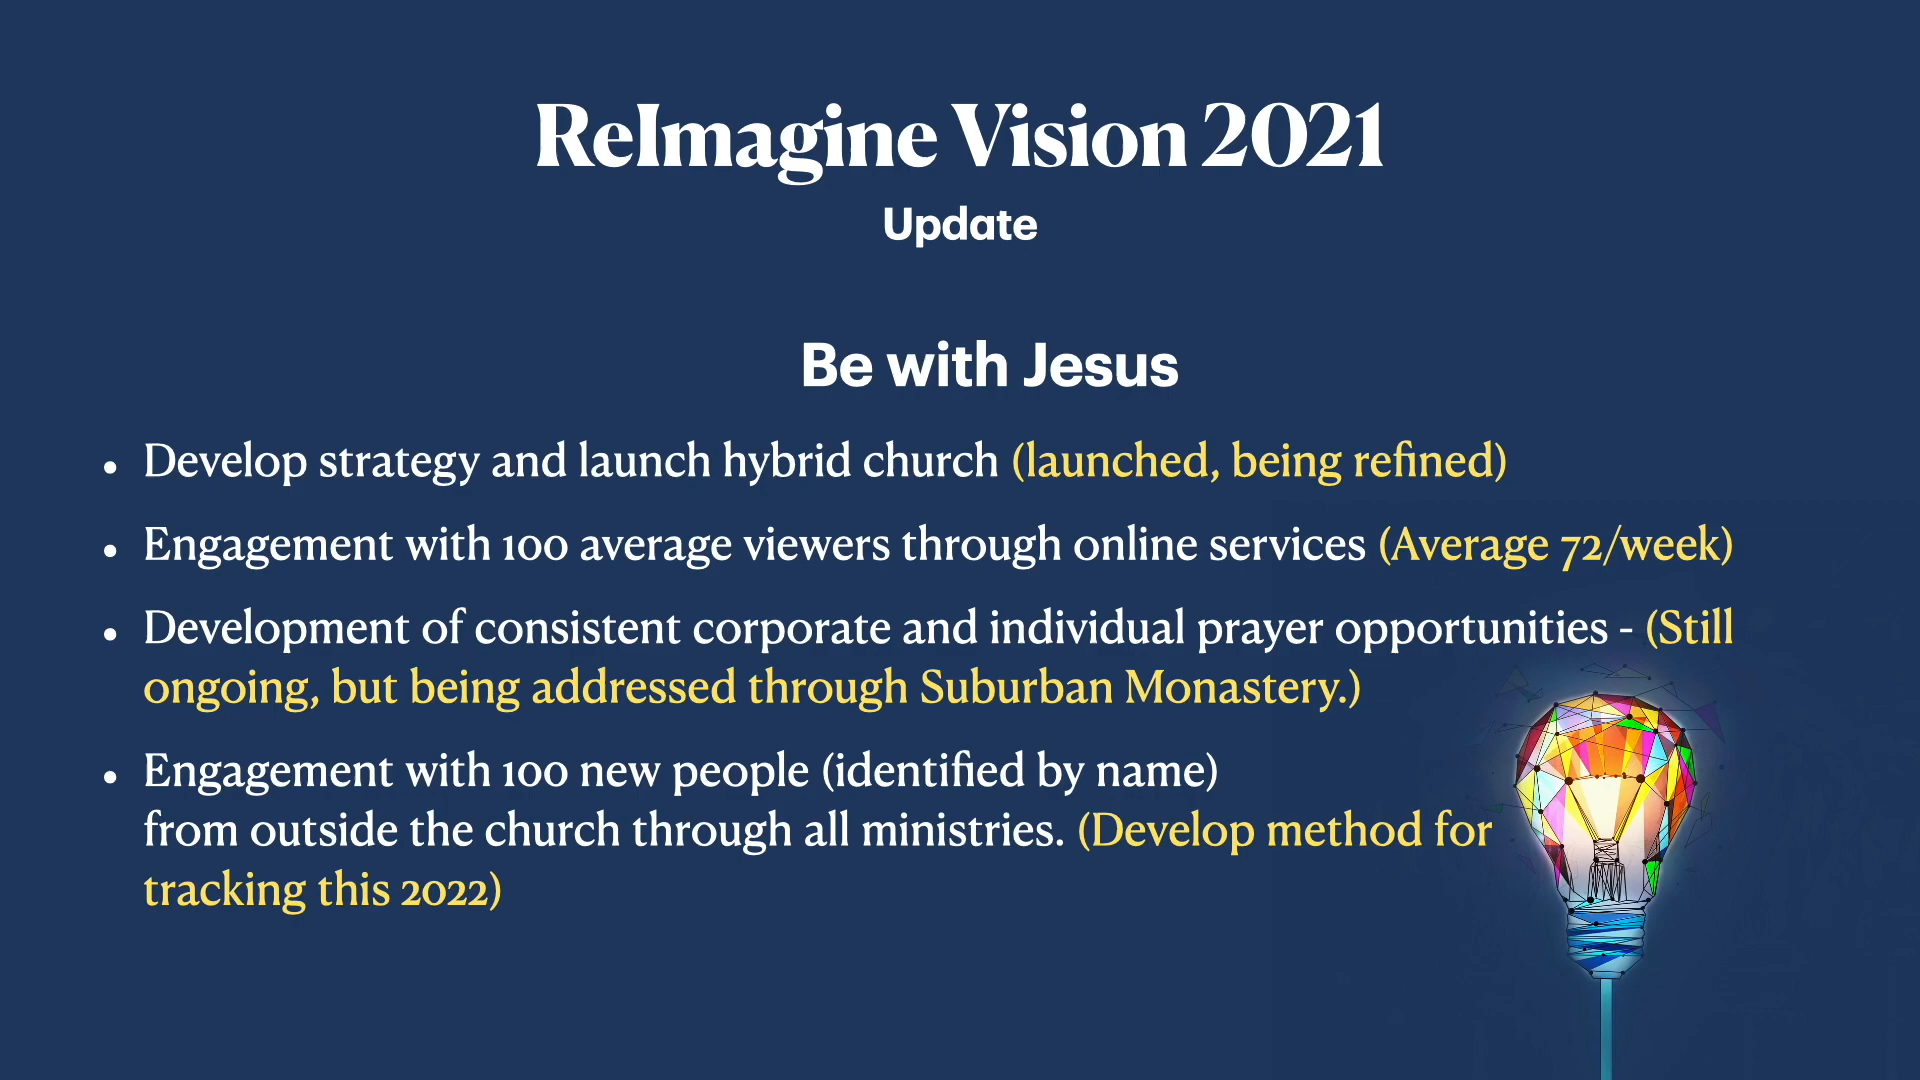 ReImagine Vision 2021
Update
Be with Jesus
• Develop strategy and launch hybrid church (launched, being refined)
• Engagement with 100 average viewers through online services (Average 72/week)
• Development of consistent corporate and individual prayer opportunities - (Still
ongoing, but being addressed through Suburban Monastery.)
• Engagement with 100 new people (identified by name)
from outside the church through all ministries. (Develop method for
tracking this 2022)